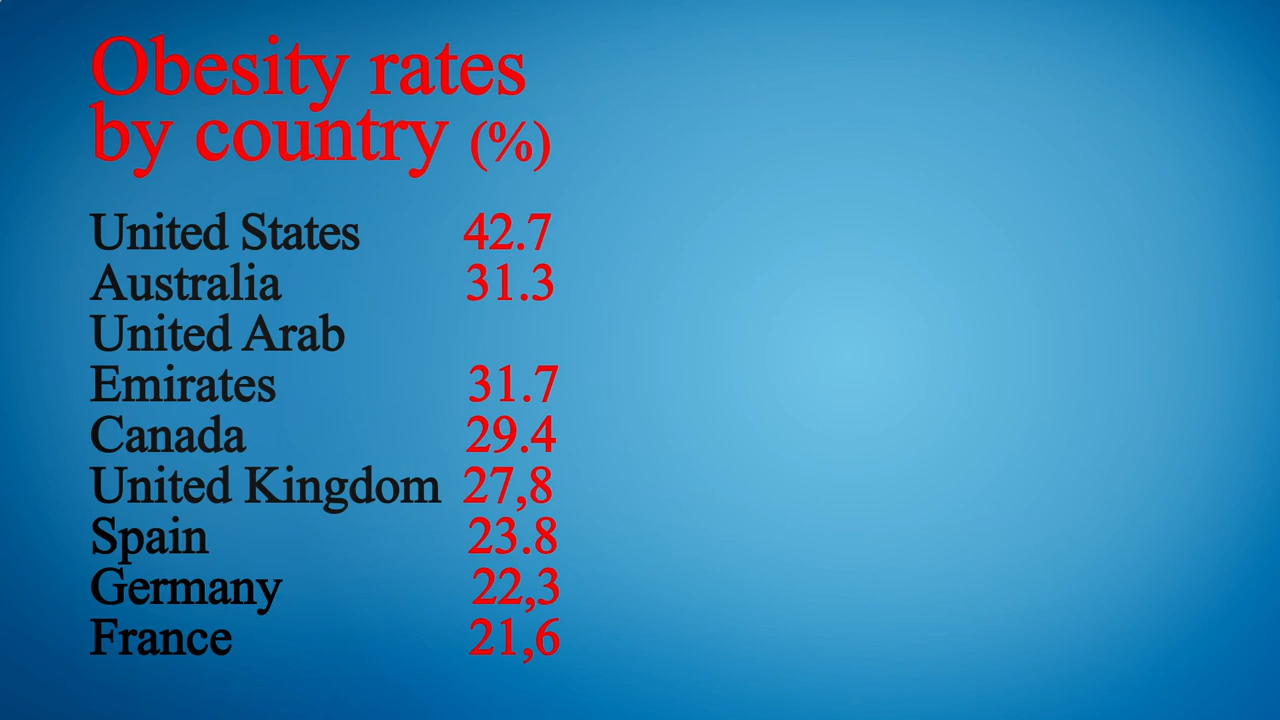 Obesity rates
by country (%)
United States 42.7
Australia 31.3
United Arab
Emirates 31.7
Canada 29.4
United Kingdom 27,8
Spain 23.8
Germany 22,3
France 21,6